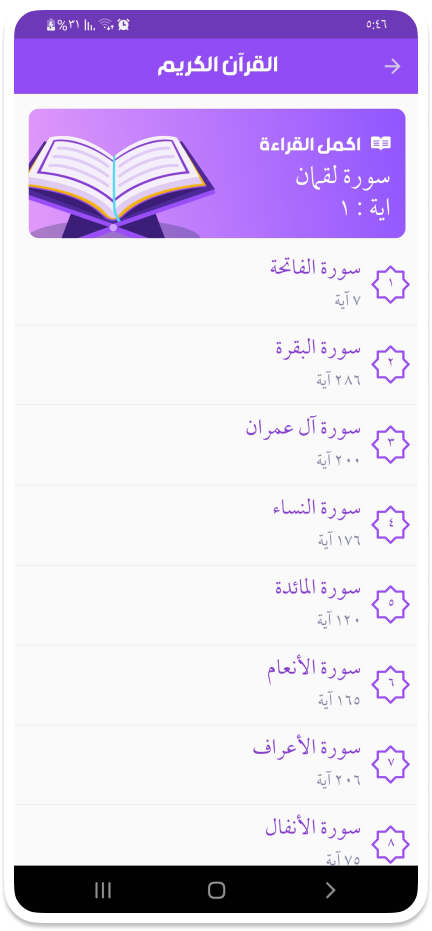 ٥:٤٦ ٣١%
القرآن الكريم
اكمل القراءة
سورة لقمان
اية : ١
سورة الفاتحة
١
٧ آية
سورة البقرة
٢
٢٨٦ آية
سورة آل عمران
٣
٢٠٠ آية
سورة النساء
٤
١٧٦ آية
سورة المائدة
٥
١٢٠ آية
سورة الأنعام
٦
١٦٥ آية
سورة الأعراف
٧
٢٠٦ آية
سورة الأنفال
٨
٧٥ آية